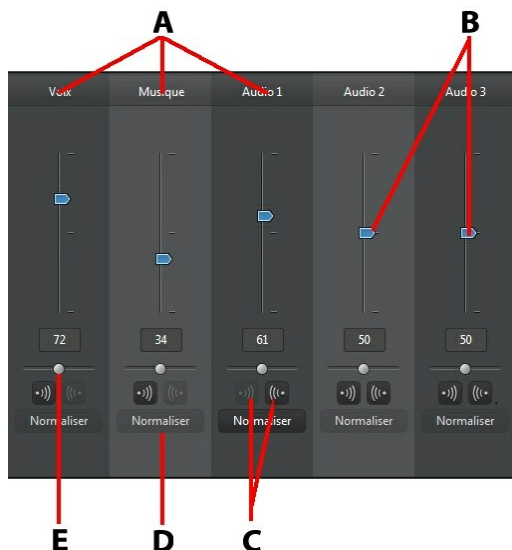 A B
Voix Musique Audio 1 Audio 2 Audio 3
72 34 61 50 50
Normaliser Normaliser Normaliser Normaliser Normaliser
E D C